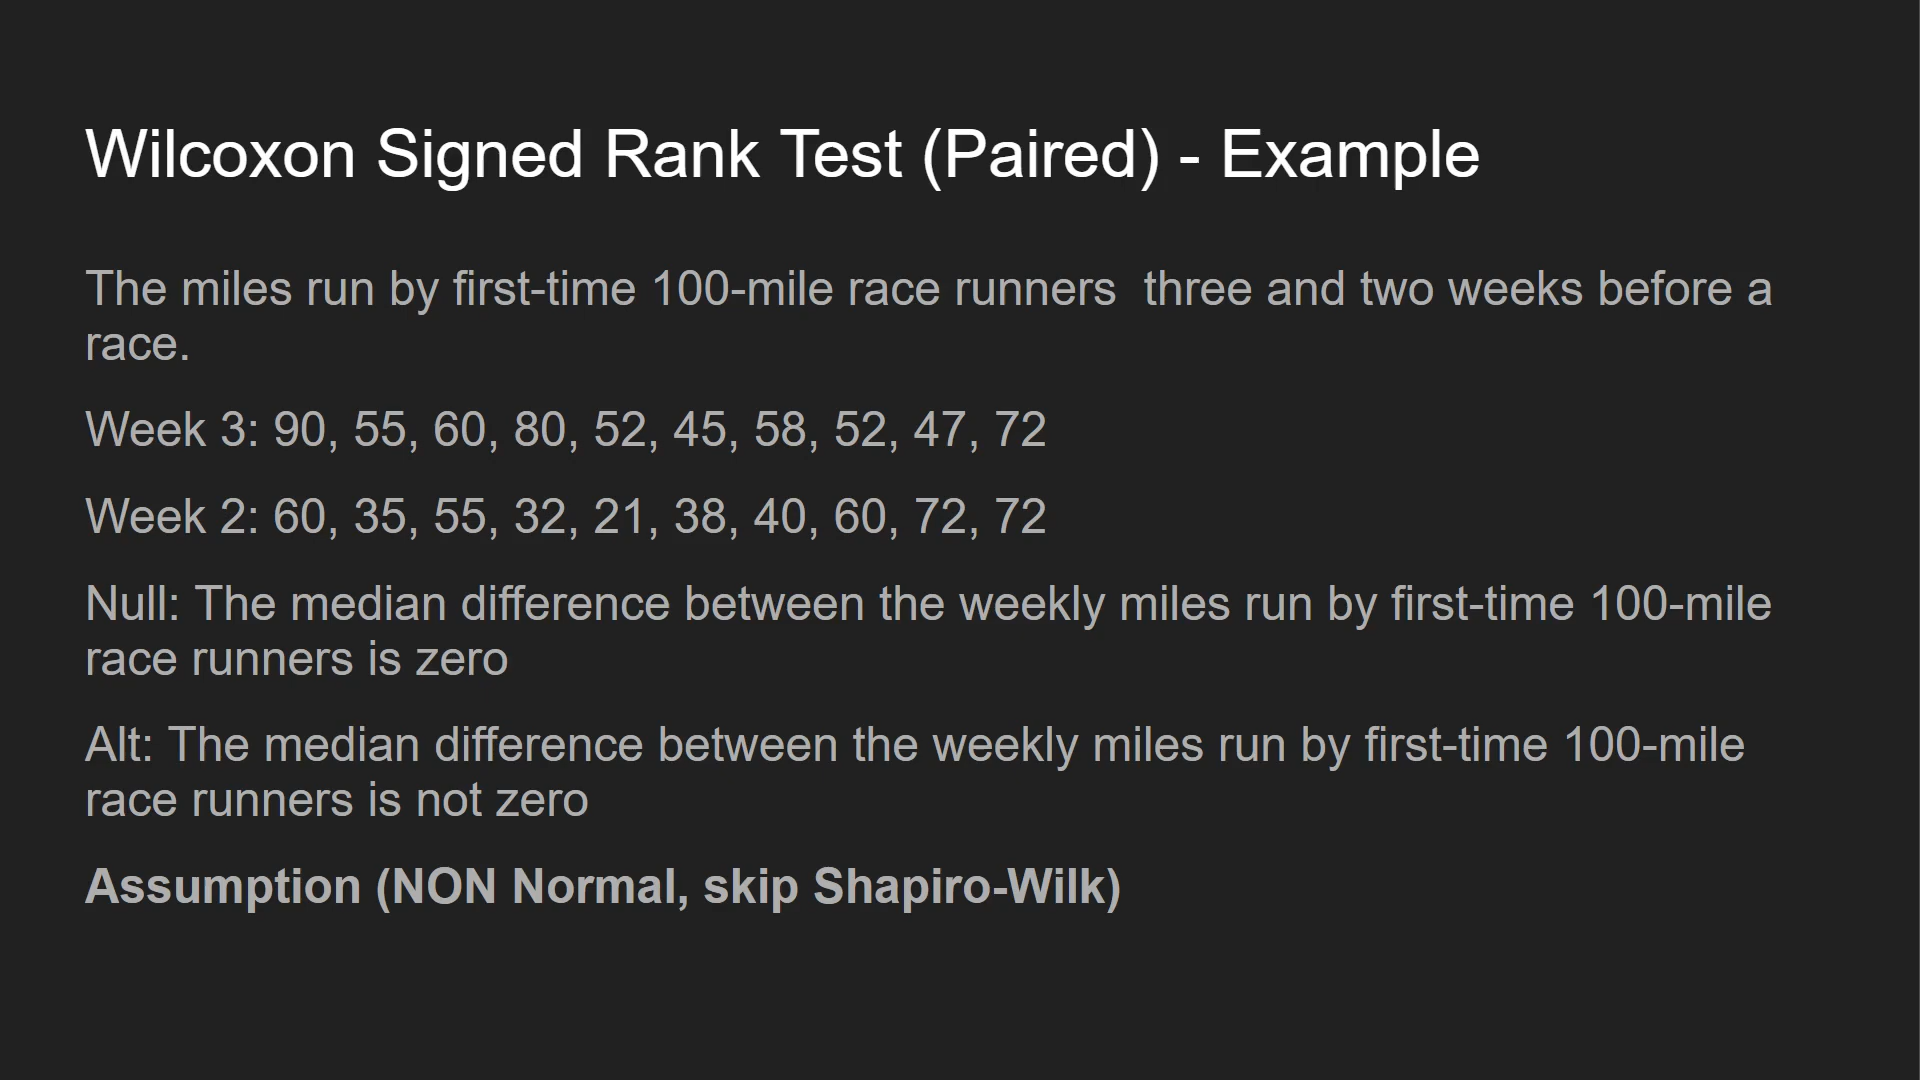 Wilcoxon Signed Rank Test (Paired) - Example
The miles run by first-time 100-mile race runners  three and two weeks before a
race.
Week 3: 90, 55, 60, 80, 52, 45, 58, 52, 47, 72
Week 2: 60, 35, 55, 32, 21, 38, 40, 60, 72, 72
Null: The median difference between the weekly miles run by first-time 100-mile
race runners is zero
Alt: The median difference between the weekly miles run by first-time 100-mile
race runners is not zero
Assumption (NON Normal, skip Shapiro-Wilk)